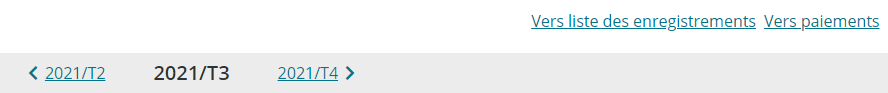 Vers liste des enregistrements Vers paiements
2021/T2 2021/T3 2021/T4